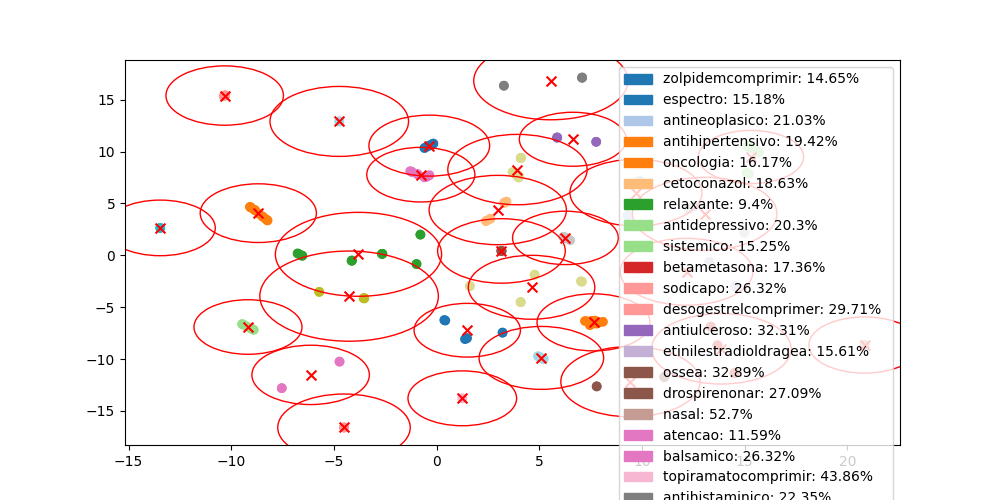 zolpidemcomprimir: 14.65%
espectro: 15.18%
antineoplasico: 21.03%
antihipertensivo: 19.42%
oncologia: 16.17%
cetoconazol: 18.63%
relaxante: 9.4%
antidepressivo: 20.3%
sistemico: 15.25%
betametasona: 17.36%
sodicapo: 26.32%
desogestrelcomprimer: 29.71%
antiulceroso: 32.31%
etinilestradioldragea: 15.61%
ossea: 32.89%
drospirenonar: 27.09%
nasal: 52.7%
atencao: 11.59%
balsamico: 26.32%
topiramatocomprimir: 43.86%
antihistaminico: 22.35%
15
10
5
0
−5
−10
−15
−15 −10 −5 0 5 10 15 20